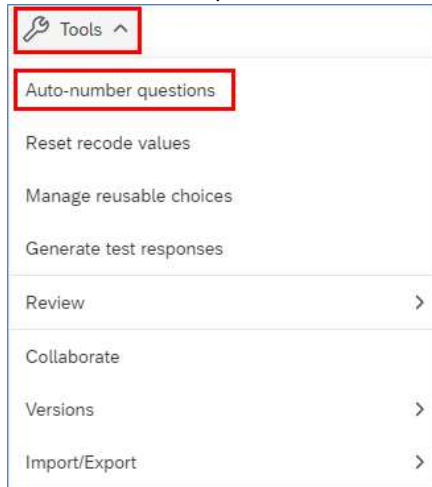 Tools
Auto-number questions
Reset recode values
Manage reusable choices
Generate test responses
Review
Collaborate
Versions
Import/Export